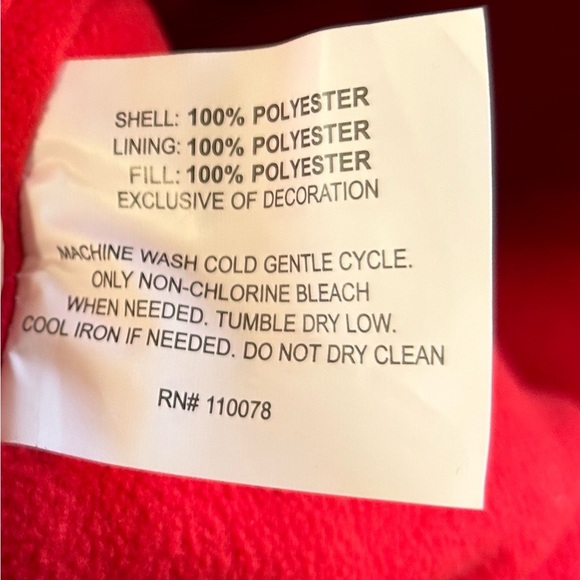 SHELL: 100% POLYESTER
LINING: 100% POLYESTER
FILL: 100% POLYESTER
EXCLUSIVE OF DECORATION
MACHINE WASH COLD GENTLE CYCLE.
ONLY NON-CHLORINE BLEACH
WHEN NEEDED. TUMBLE DRY LOW.
COOL IRON IF NEEDED. DO NOT DRY CLEAN
RN# 110078